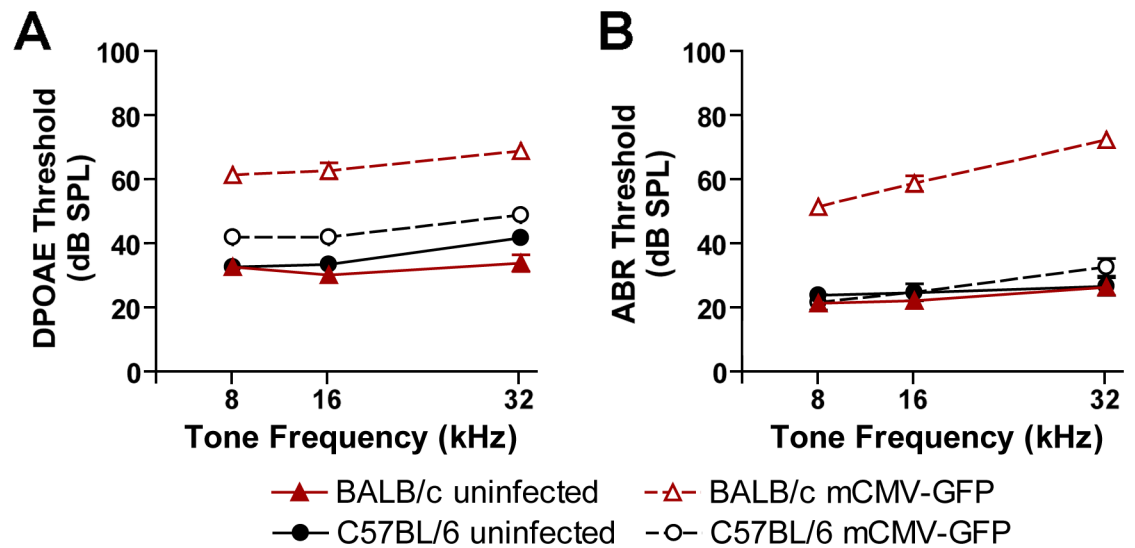 A
DPOAE Threshold
(dB SPL)
100
80
60
40
20
0
8 16 32
Tone Frequency (kHz)
B
ABR Threshold
(dB SPL)
100
80
60
40
20
0
8 16 32
Tone Frequency (kHz)
BALB/c uninfected BALB/c mCMV-GFP
C57BL/6 uninfected C57BL/6 mCMV-GFP